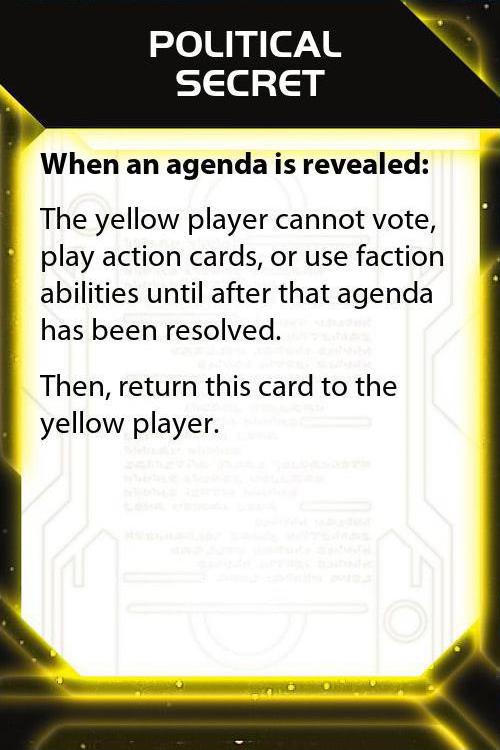 POLITICAL
SECRET
When an agenda is revealed:
The yellow player cannot vote,
play action cards, or use faction
abilities until after that agenda
has been resolved.
Then, return this card to the
yellow player.